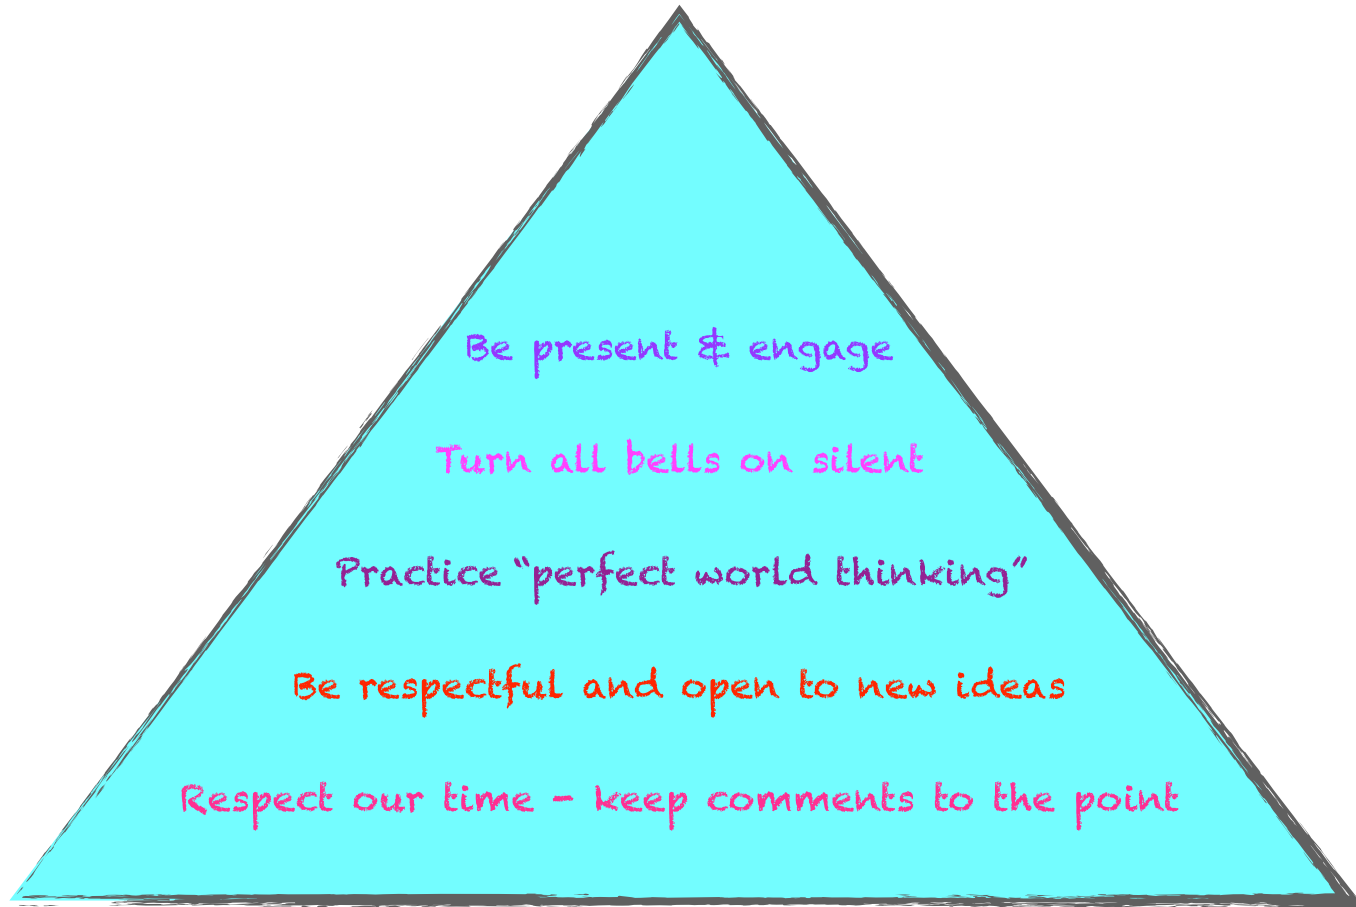 Be present & engage
Turn all bells on silent
Practice “perfect world thinking”
Be respectful and open to new ideas
Respect our time - keep comments to the point